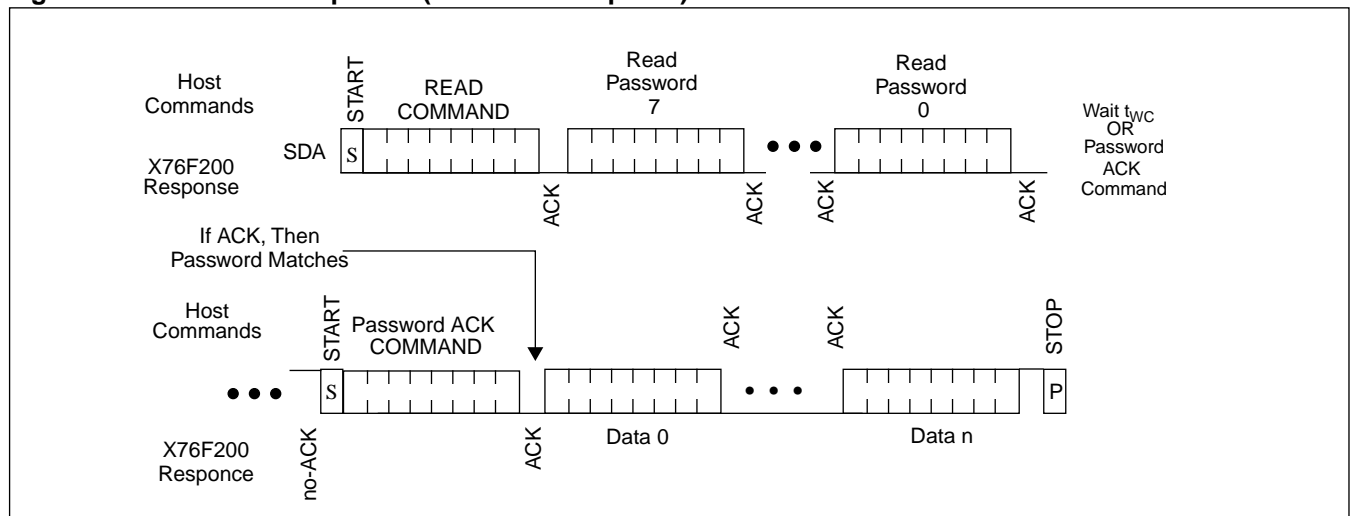 Host
Commands
START
READ
COMMAND
Read
Password
7
Read
Password
0
Wait tWC
OR
Password
ACK
Command
SDA
S
X76F200
Response
ACK
ACK
ACK
ACK
If ACK, Then
Password Matches
Host
Commands
START
Password ACK
COMMAND
ACK
ACK
STOP
S
P
X76F200
Responce
no-ACK
ACK
Data 0
Data n